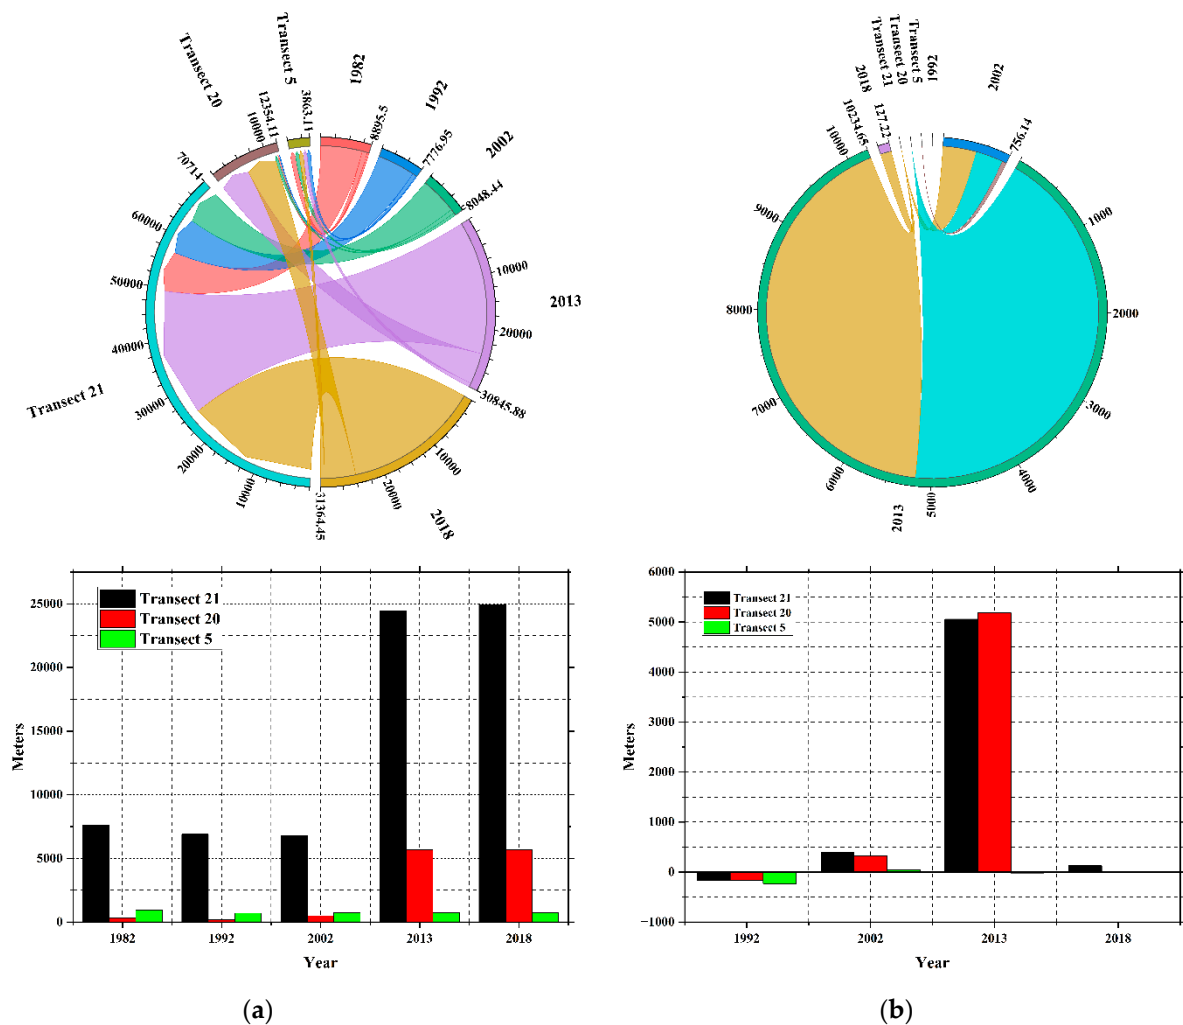 Transect 20
Transect 5
1982
1992
2002
2013
2018
Transect 21
12354.11
10000
3863.11
8895.5
7776.95
8048.44
10000
20000
30845.88
10000
20000
31364.45
10000
20000
30000
40000
50000
60000
70714
2018
Transect 21
Transect 20
Transect 5
1992
2002
10234.65
127.22
756.14
10000
9000
8000
7000
6000
5000
4000
3000
2000
1000
2013
Transect 21
Transect 20
Transect 5
25000
20000
15000
10000
5000
0
Meters
1982 1992 2002 2013 2018
Year
Transect 21
Transect 20
Transect 5
6000
5000
4000
3000
2000
1000
0
−1000
Meters
1992 2002 2013 2018
Year
(a) (b)